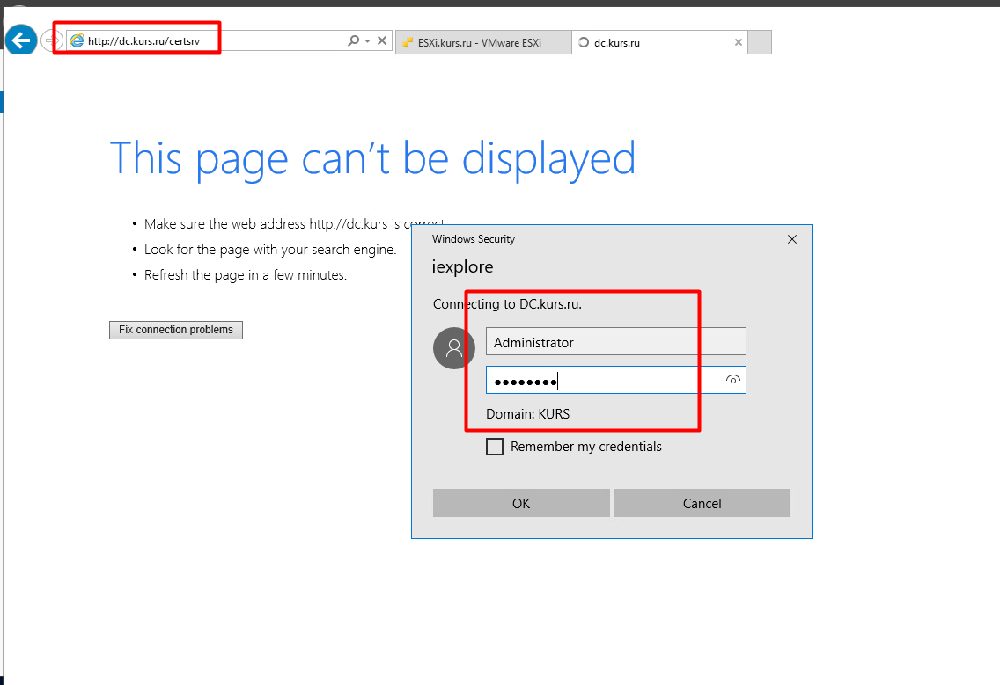 http://dc.kurs.ru/certsrv
ESXi.kurs.ru - VMware ESXi
dc.kurs.ru
This page can't be displayed
• Make sure the web address http://dc.kurs is correct.
• Look for the page with your search engine.
• Refresh the page in a few minutes.
Fix connection problems
Windows Security
iexplore
Connecting to DC.kurs.ru.
Administrator
••••••••
Domain: KURS
Remember my credentials
OK
Cancel